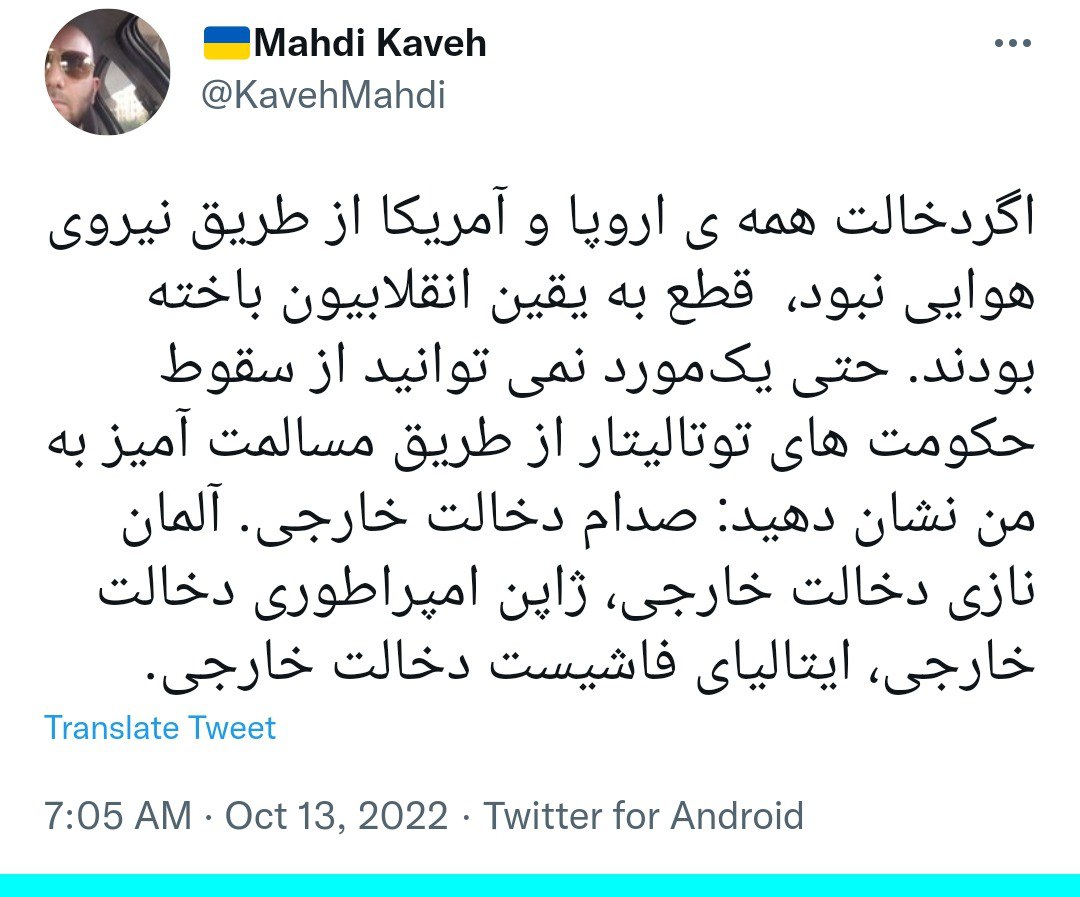 Mahdi Kaveh
@KavehMahdi
اگردخالت همه ی اروپا و آمریکا از طریق نیروی
هوایی نبود،  قطع به یقین انقلابیون باخته
بودند. حتی یک‌مورد نمی توانید از سقوط
حکومت های توتالیتار از طریق مسالمت آمیز به
من نشان دهید: صدام دخالت خارجی. آلمان
نازی دخالت خارجی، ژاپن امپراطوری دخالت
خارجی، ایتالیای فاشیست دخالت خارجی.
Translate Tweet
7:05 AM · Oct 13, 2022 · Twitter for Android